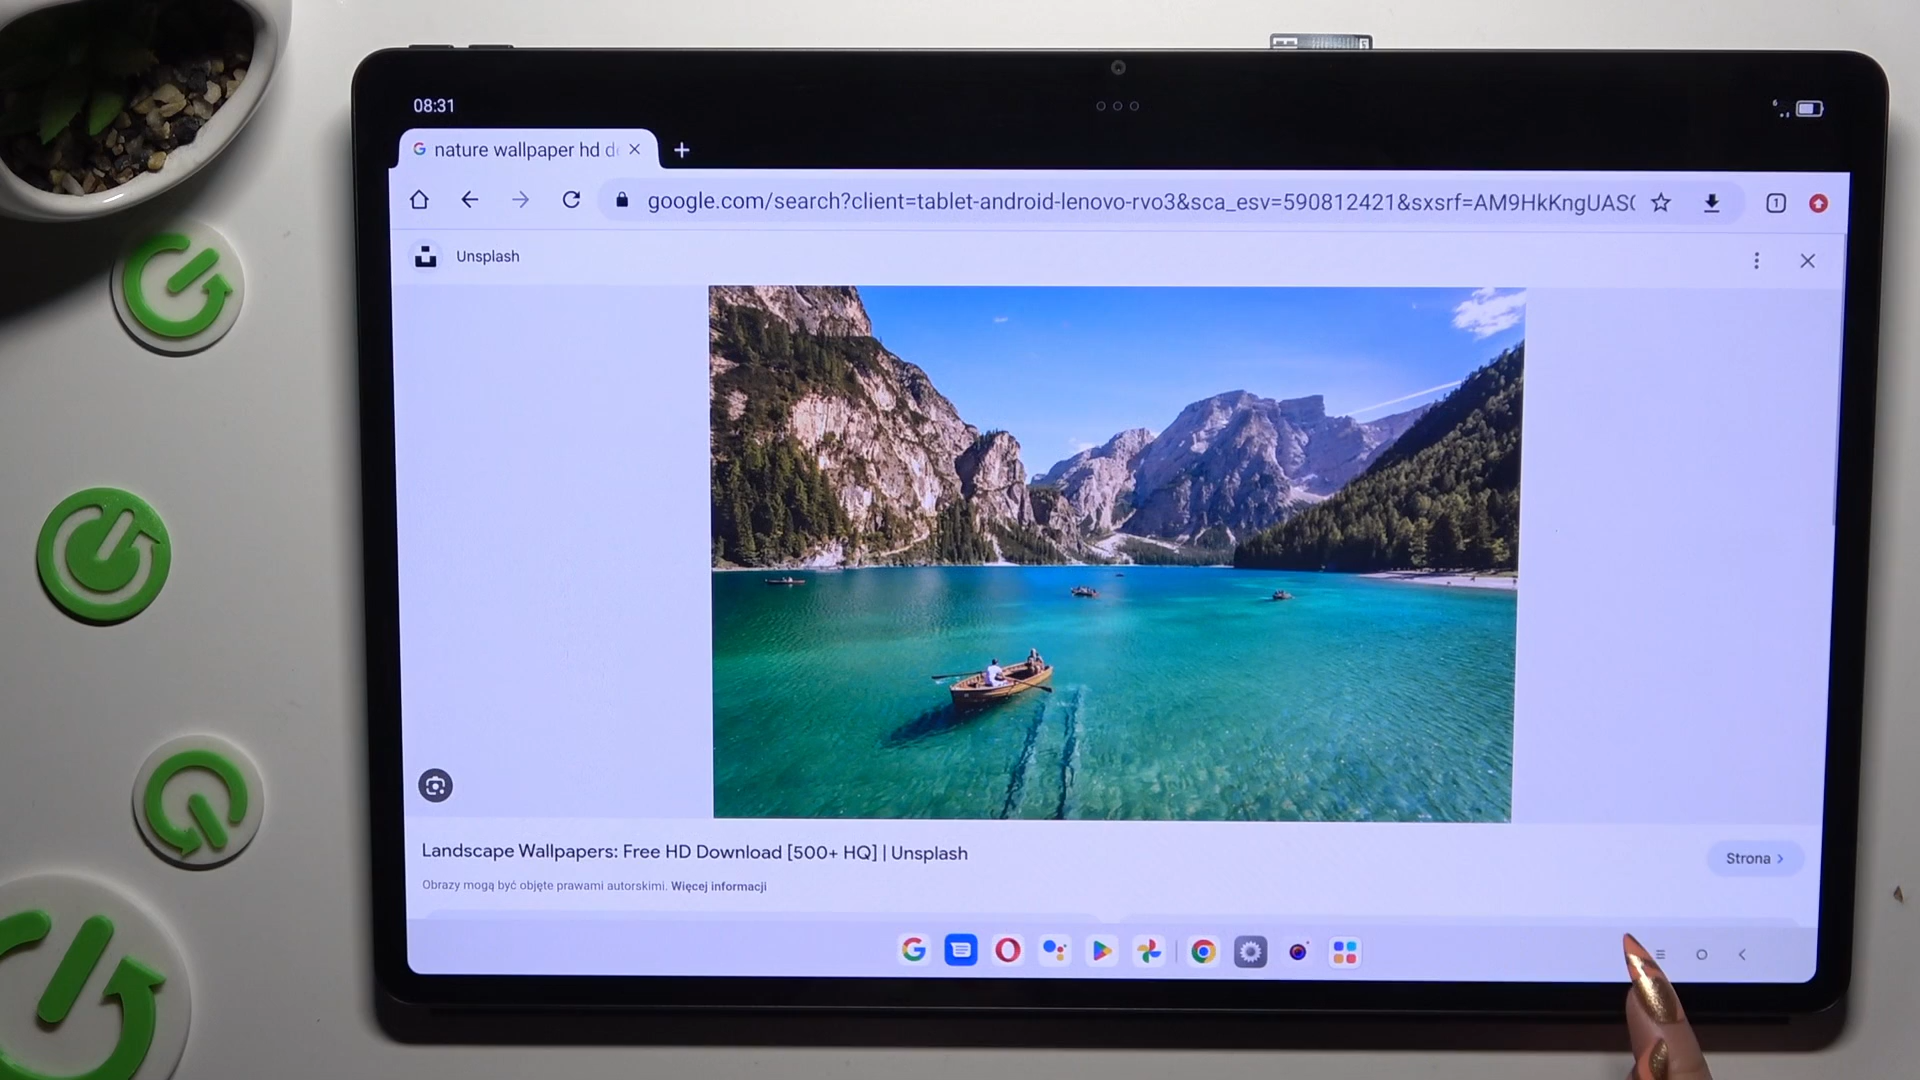 08:31
nature wallpaper hd d
google.com/search?client=tablet-android-lenovo-rvo3&sca_esv=590812421&sxsrf=AM9HkKngUAS
1
Unsplash
Landscape Wallpapers: Free HD Download [500+ HQ] | Unsplash
Strona >
Obrazy mogą być objęte prawami autorskimi. Więcej informacji